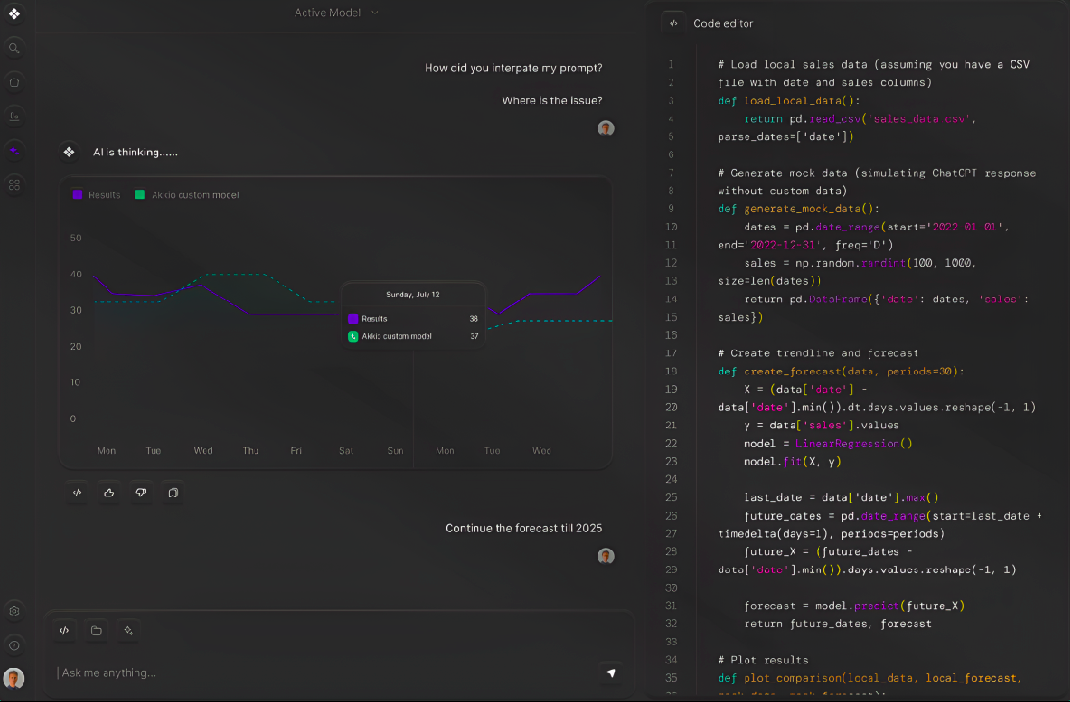 Active Model
How did you interpate my prompt?
Where is the issue?
AI is thinking......
Results
Akkio custom model
50
40
30
20
10
0
Sunday, July 12
Results 38
Akkio custom model 37
Mon Tue Wed Thu Fri Sat Sun Mon Tue Wed
Continue the forecast till 2025
Ask me anything...
Code editor
1 # Load local sales data (assuming you have a CSV
2 file with date and sales columns)
3 def load_local_data():
4 return pd.read_csv('sales_data.csv',
5 parse_dates=['date'])
6
7 # Generate mock data (simulating ChatGPT response
8 without custom data)
9 def generate_mock_data():
10 dates = pd.date_range(start='2022-01-01',
11 end='2022-12-31', freq='D')
12 sales = np.random.randint(100, 1000,
13 size=len(dates))
14 return pd.DataFrame({'date': dates, 'sales':
15 sales})
16
17 # Create trendline and forecast
18 def create_forecast(data, periods=30):
19 X = (data['date'] -
20 data['date'].min()).dt.days.values.reshape(-1, 1)
21 y = data['sales'].values
22 model = LinearRegression()
23 model.fit(X, y)
24
25 last_date = data['date'].max()
26 future_dates = pd.date_range(start=last_date +
27 timedelta(days=1), periods=periods)
28 future_X = (future_dates -
29 data['date'].min()).days.values.reshape(-1, 1)
30
31 forecast = model.predict(future_X)
32 return future_dates, forecast
33
34 # Plot results
35 def plot_comparison(local_data, local_forecast,